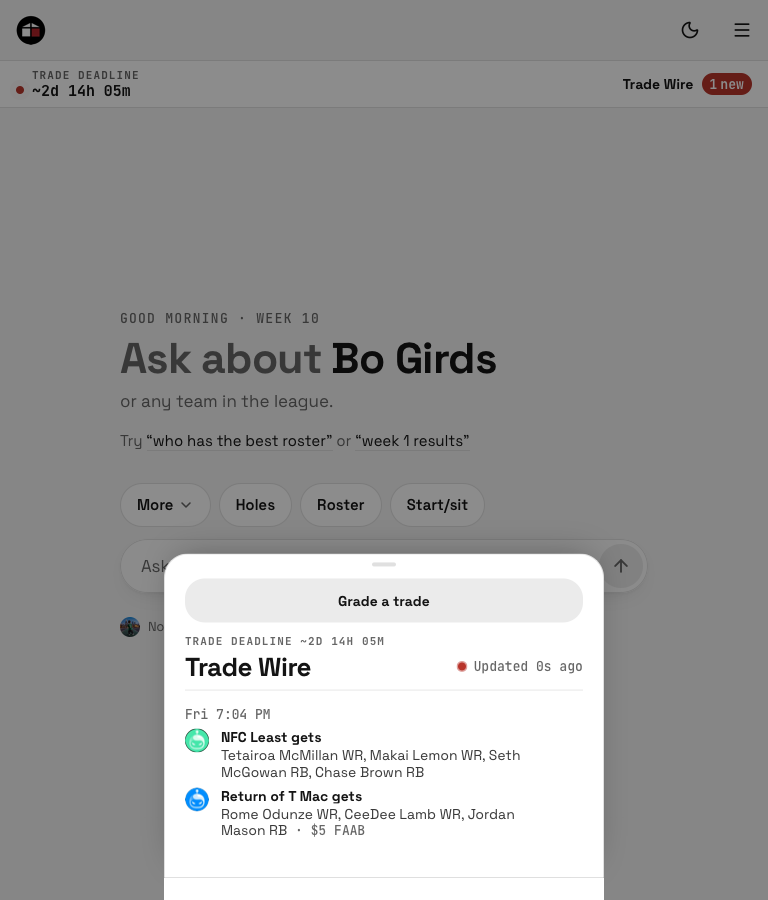 TRADE DEADLINE
~2d 14h 05m
Trade Wire 1 new
GOOD MORNING · WEEK 10
Ask about Bo Girds
or any team in the league.
Try “who has the best roster” or “week 1 results”
More Holes Roster Start/sit
Ask
No
Grade a trade
TRADE DEADLINE ~2D 14H 05M
Trade Wire
Updated 0s ago
Fri 7:04 PM
NFC Least gets
Tetairoa McMillan WR, Makai Lemon WR, Seth
McGowan RB, Chase Brown RB
Return of T Mac gets
Rome Odunze WR, CeeDee Lamb WR, Jordan
Mason RB · $5 FAAB